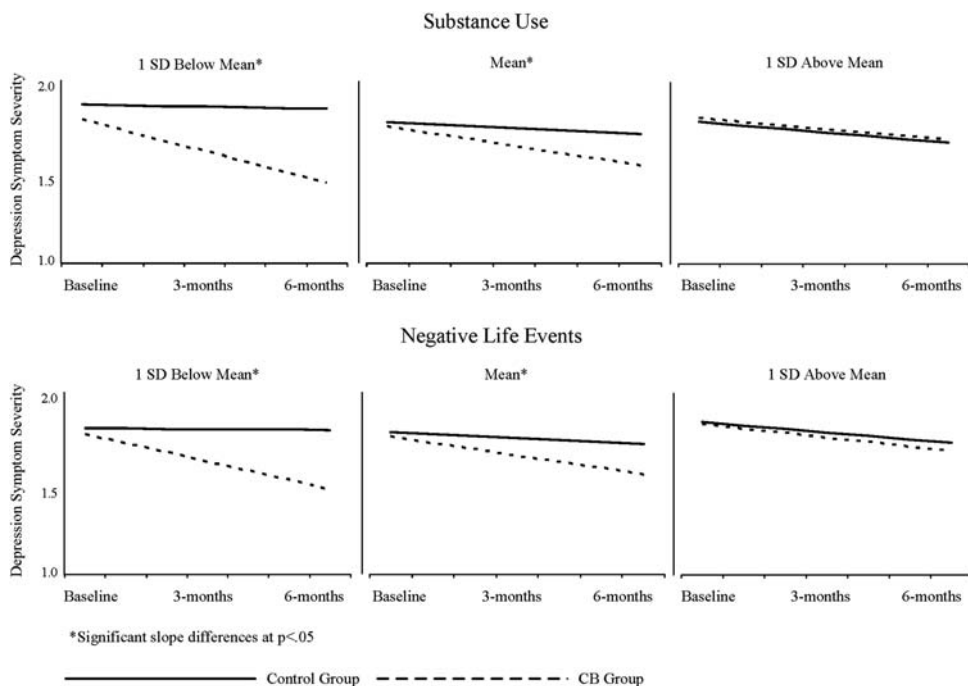 Substance Use
1 SD Below Mean*
Mean*
1 SD Above Mean
Depression Symptom Severity
2.0
1.5
1.0
Baseline 3-months 6-months
Baseline 3-months 6-months
Baseline 3-months 6-months
Negative Life Events
1 SD Below Mean*
Mean*
1 SD Above Mean
Depression Symptom Severity
2.0
1.5
1.0
Baseline 3-months 6-months
Baseline 3-months 6-months
Baseline 3-months 6-months
*Significant slope differences at p<.05
Control Group
CB Group